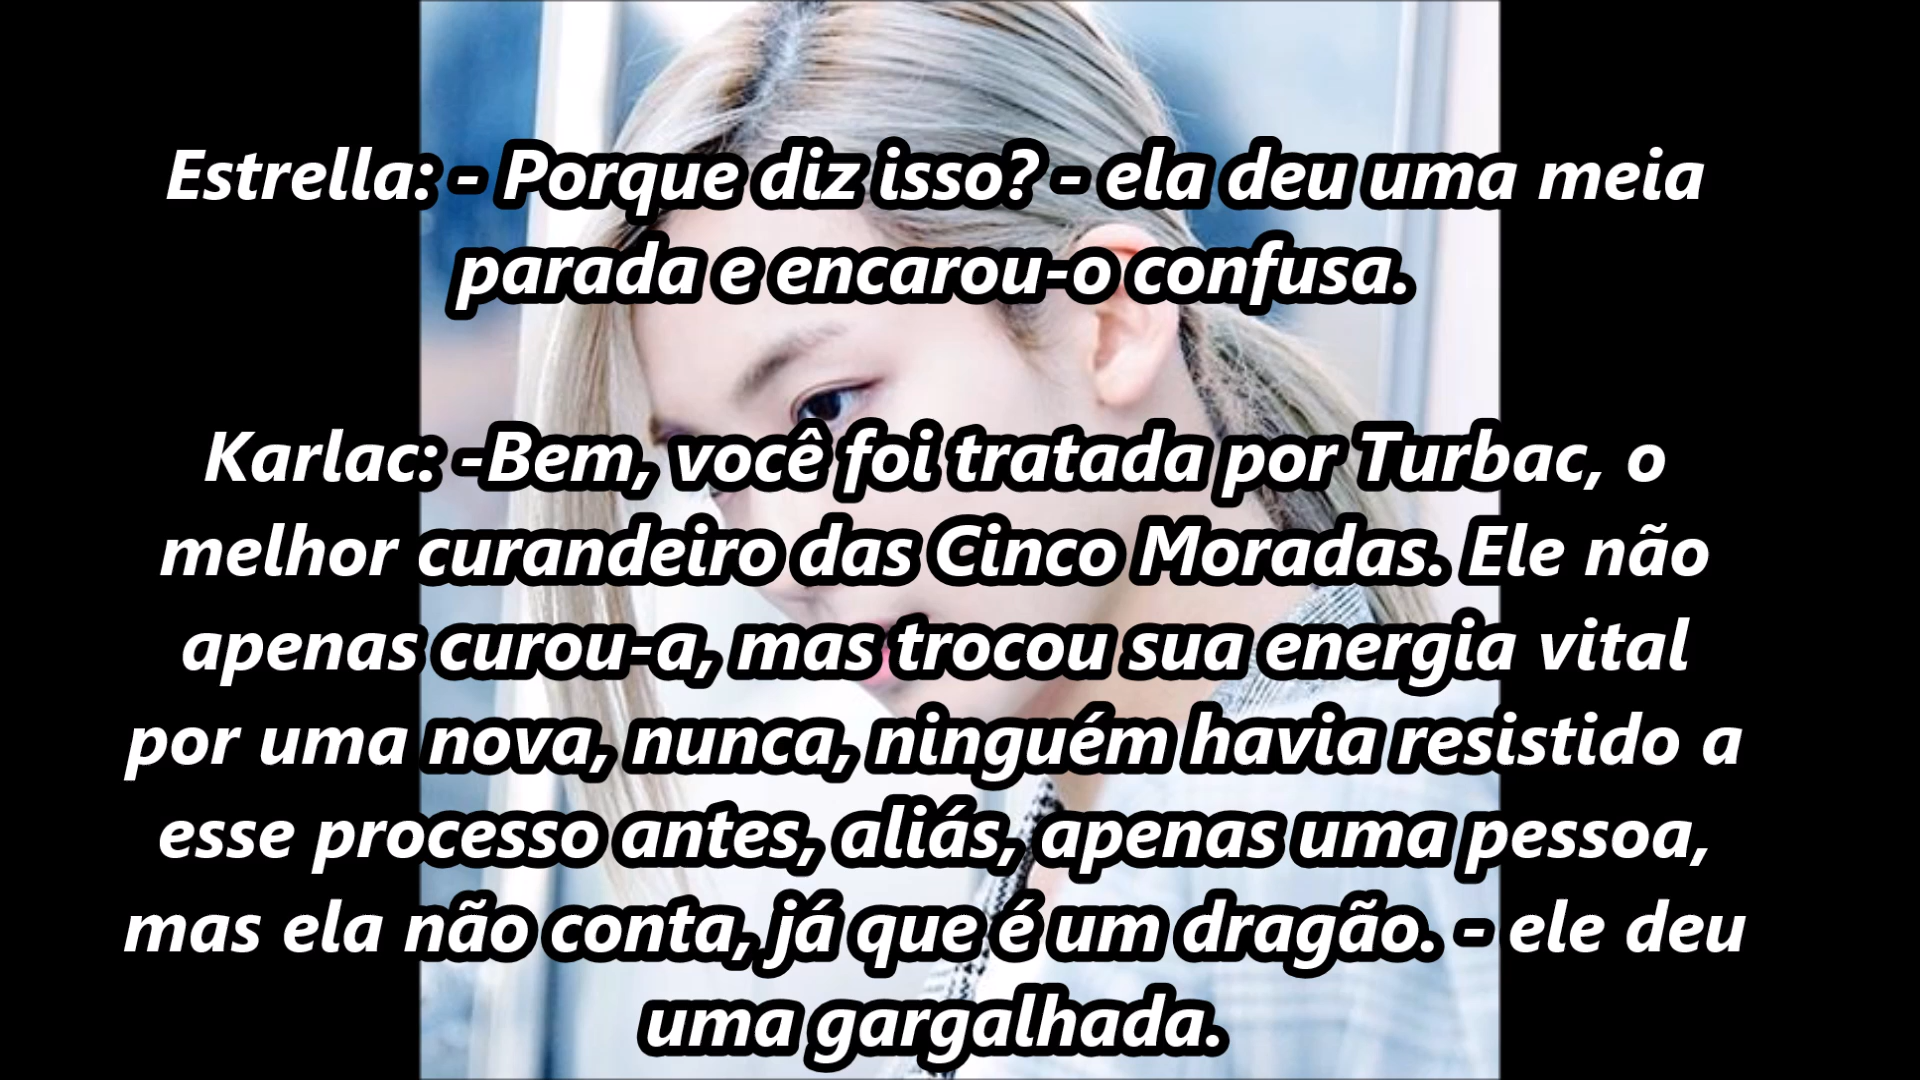 Estrella: - Porque diz isso? - ela deu uma meia
parada e encarou-o confusa.
Karlac: -Bem, você foi tratada por Turbac, o
melhor curandeiro das Cinco Moradas. Ele não
apenas curou-a, mas trocou sua energia vital
por uma nova, nunca, ninguém havia resistido a
esse processo antes, aliás, apenas uma pessoa,
mas ela não conta, já que é um dragão. - ele deu
uma gargalhada.